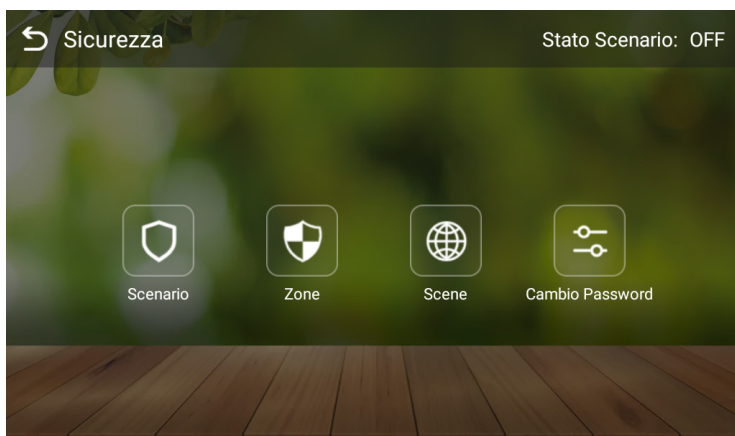 Sicurezza
Stato Scenario: OFF
Scenario
Zone
Scene
Cambio Password